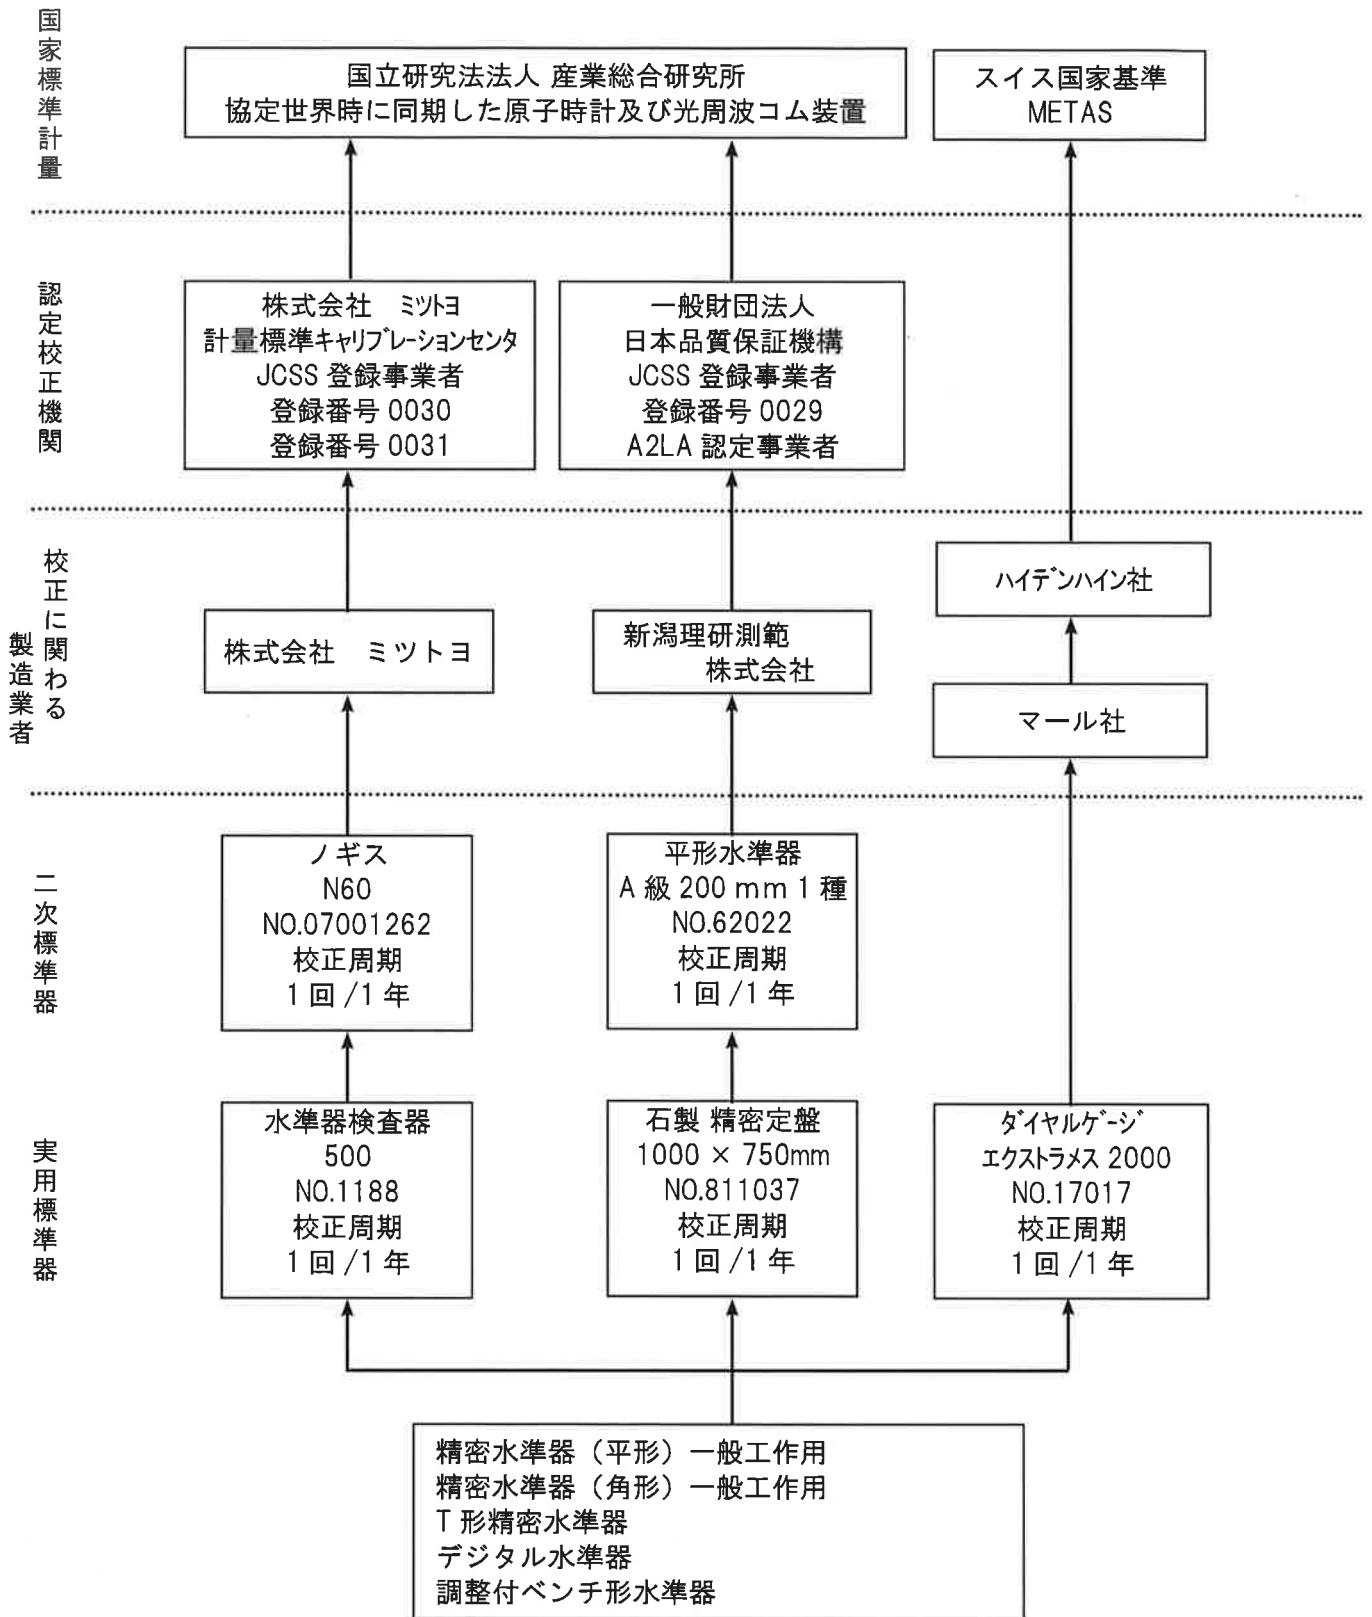 国家標準計量
国立研究法法人 産業総合研究所
協定世界時に同期した原子時計及び光周波コム装置
スイス国家基準
METAS
認定校正機関
株式会社　ミツトヨ
計量標準キャリブレーションセンタ
JCSS 登録事業者
登録番号 0030
登録番号 0031
一般財団法人
日本品質保証機構
JCSS 登録事業者
登録番号 0029
A2LA 認定事業者
校正に関わる
製造業者
株式会社　ミツトヨ
新潟理研測範
株式会社
ハイデンハイン社
マール社
二次標準器
ノギス
N60
NO.07001262
校正周期
1 回 /1 年
平形水準器
A 級 200 mm 1 種
NO.62022
校正周期
1 回 /1 年
実用標準器
水準器検査器
500
NO.1188
校正周期
1 回 /1 年
石製 精密定盤
1000 × 750mm
NO.811037
校正周期
1 回 /1 年
ダイヤルゲージ
エクストラメス 2000
NO.17017
校正周期
1 回 /1 年
精密水準器（平形）一般工作用
精密水準器（角形）一般工作用
T 形精密水準器
デジタル水準器
調整付ベンチ形水準器